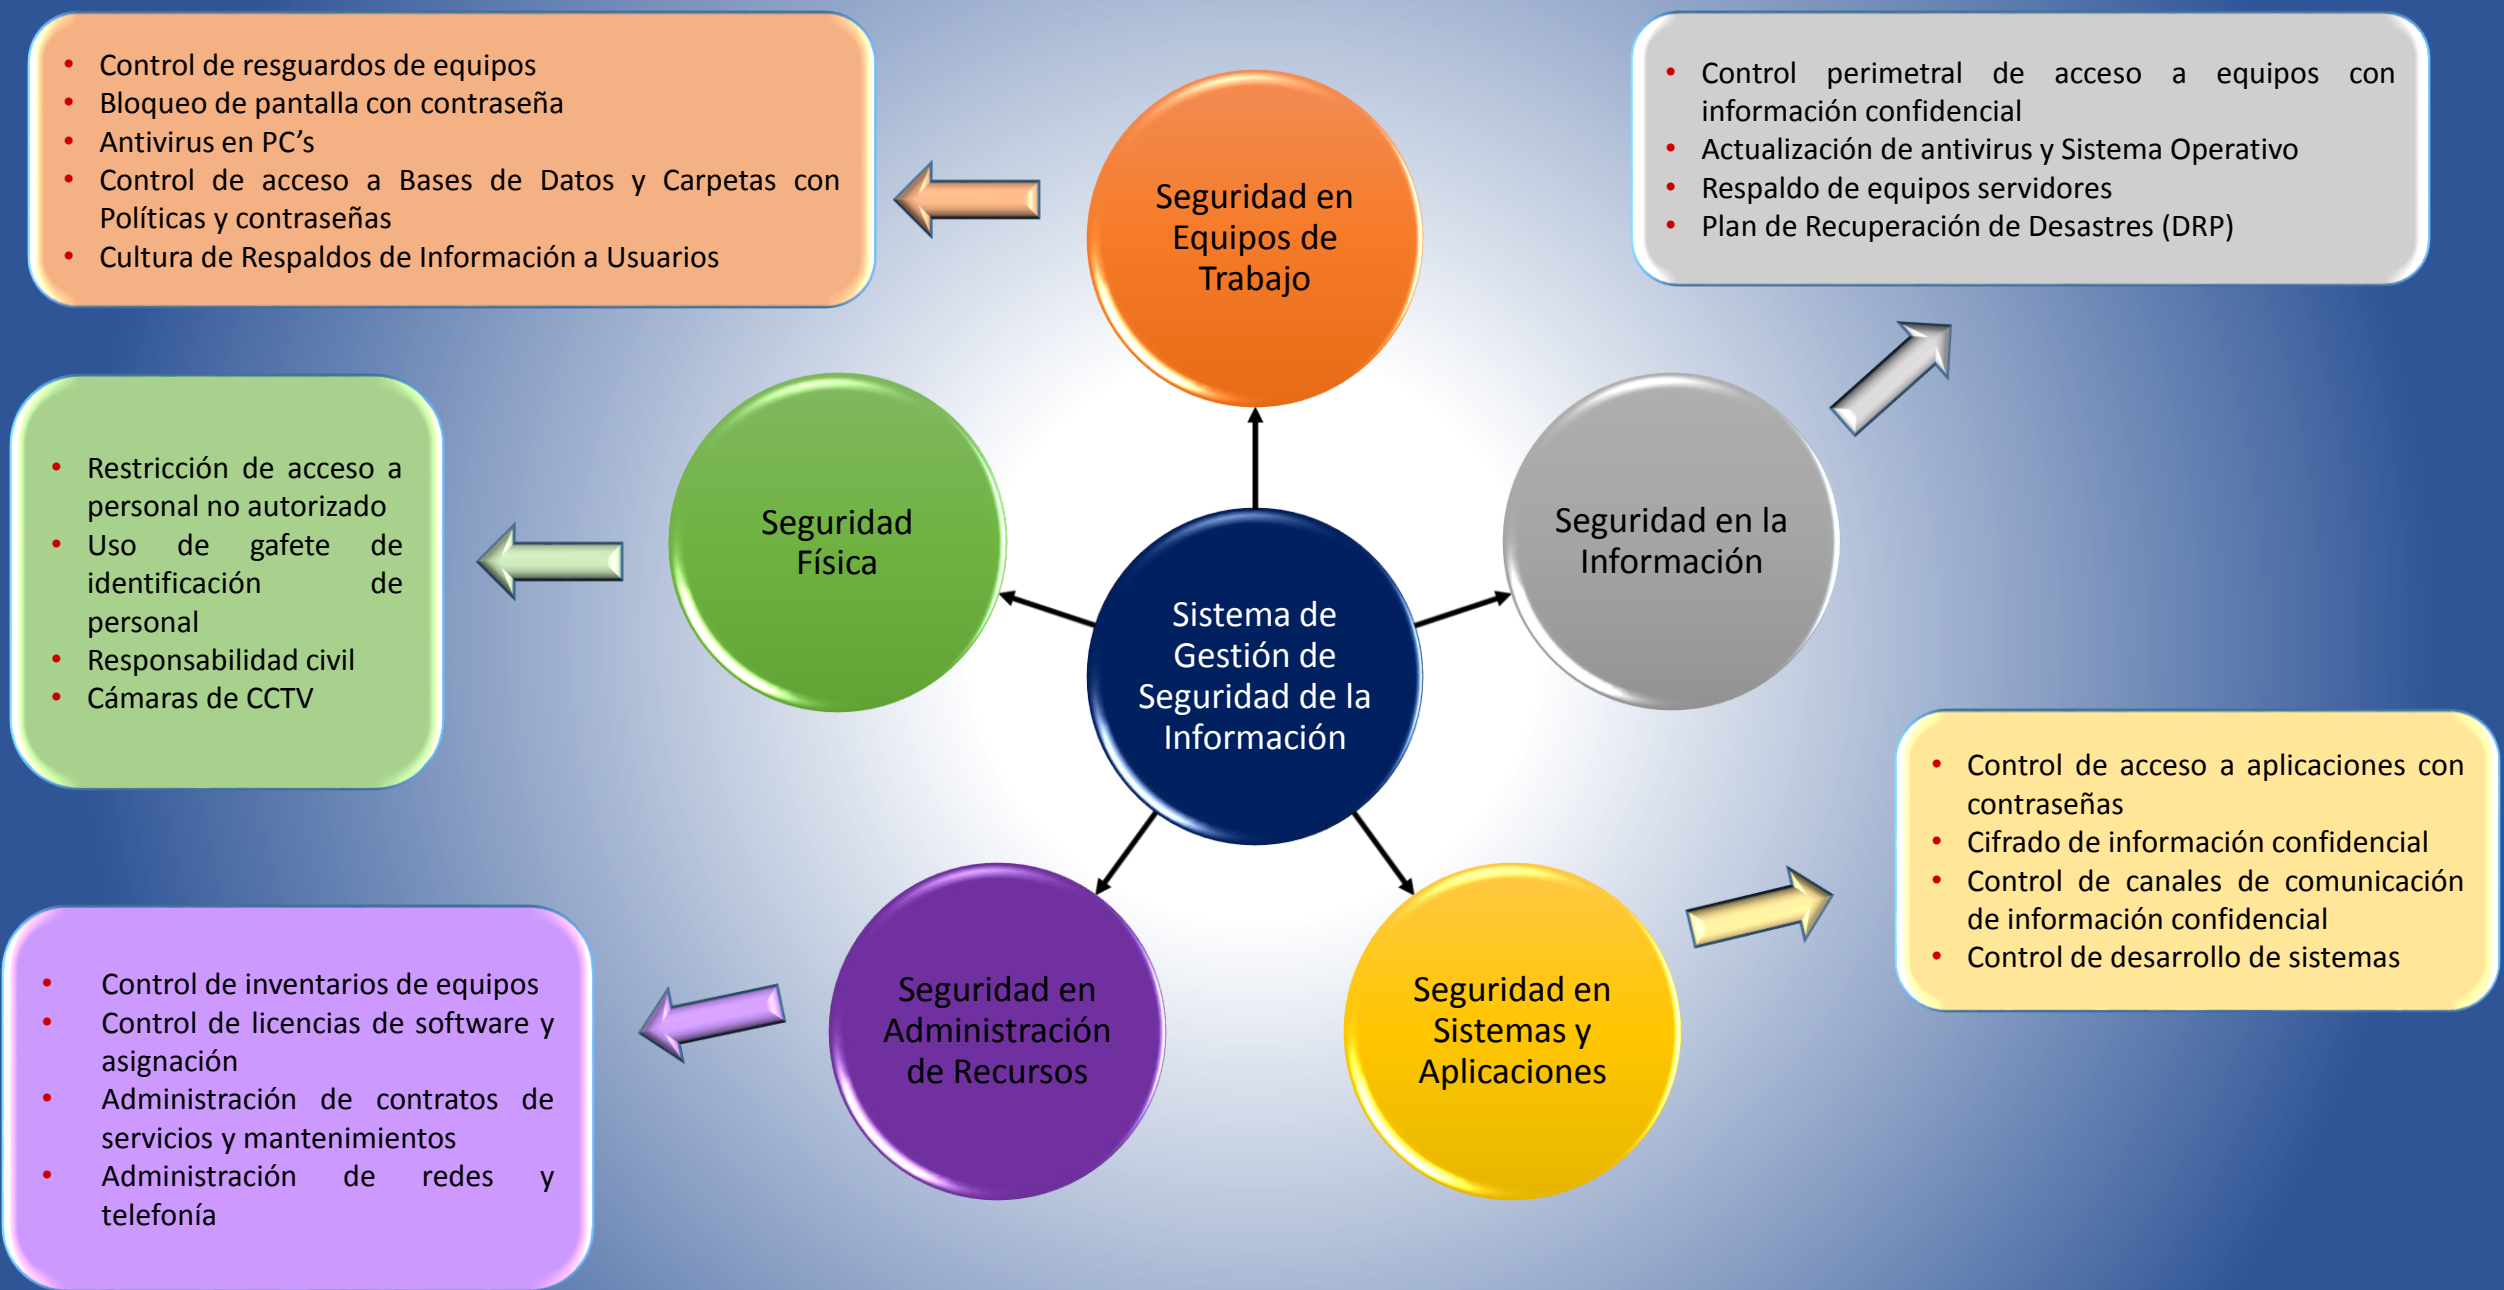 • Control de resguardos de equipos
• Bloqueo de pantalla con contraseña
• Antivirus en PC’s
• Control de acceso a Bases de Datos y Carpetas con
Políticas y contraseñas
• Cultura de Respaldos de Información a Usuarios
Seguridad en
Equipos de
Trabajo
• Control perimetral de acceso a equipos con
información confidencial
• Actualización de antivirus y Sistema Operativo
• Respaldo de equipos servidores
• Plan de Recuperación de Desastres (DRP)
• Restricción de acceso a
personal no autorizado
• Uso de gafete de
identificación de
personal
• Responsabilidad civil
• Cámaras de CCTV
Seguridad
Física
Seguridad en la
Información
Sistema de
Gestión de
Seguridad de la
Información
• Control de acceso a aplicaciones con
contraseñas
• Cifrado de información confidencial
• Control de canales de comunicación
de información confidencial
• Control de desarrollo de sistemas
• Control de inventarios de equipos
• Control de licencias de software y
asignación
• Administración de contratos de
servicios y mantenimientos
• Administración de redes y
telefonía
Seguridad en
Administración
de Recursos
Seguridad en
Sistemas y
Aplicaciones